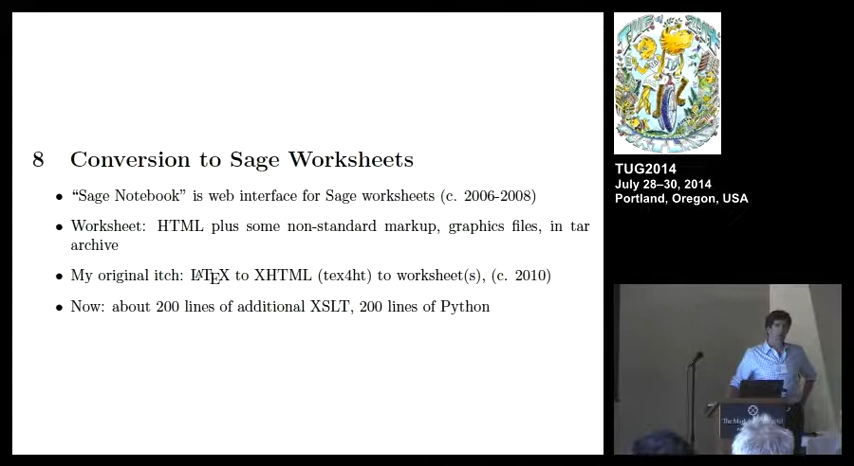 8 Conversion to Sage Worksheets
• “Sage Notebook” is web interface for Sage worksheets (c. 2006-2008)
• Worksheet: HTML plus some non-standard markup, graphics files, in tar
archive
• My original itch: LATEX to XHTML (tex4ht) to worksheet(s), (c. 2010)
• Now: about 200 lines of additional XSLT, 200 lines of Python
TUG2014
July 28–30, 2014
Portland, Oregon, USA